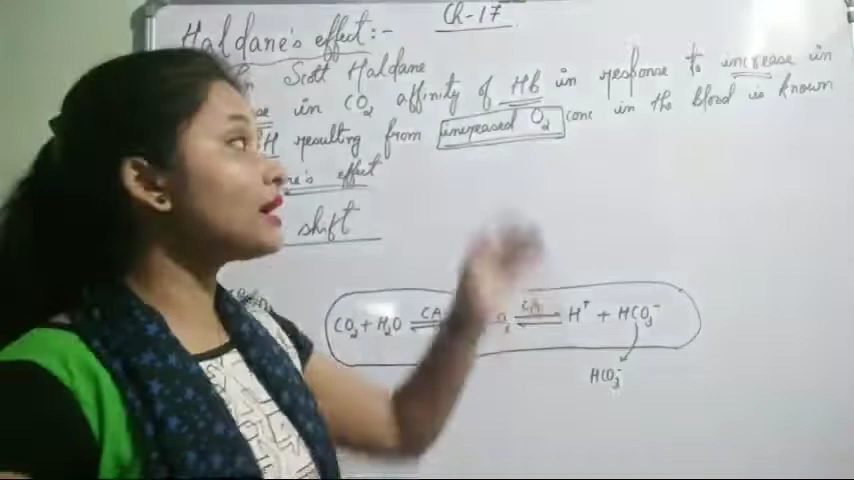 Ch-17
Haldane's effect :-
Scott Haldane
in CO₂ affinity of Hb in response to increase in
H resulting from increased O₂ conc in the blood is known
effect
shift
CO₂ + H₂O ⇌ CA ⇌ H⁺ + HCO₃⁻
HCO₃⁻